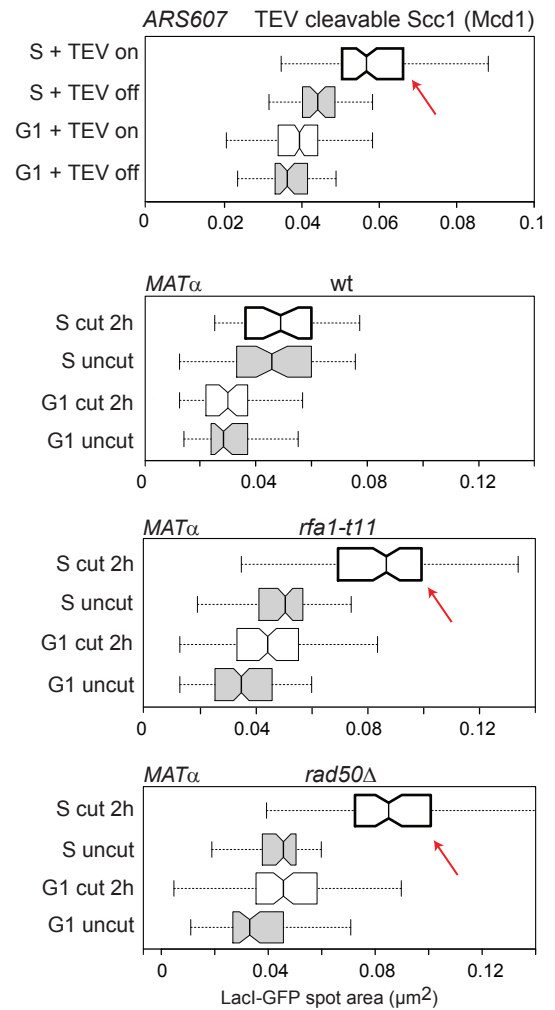 ARS607 TEV cleavable Scc1 (Mcd1)
S + TEV on
S + TEV off
G1 + TEV on
G1 + TEV off
0 0.02 0.04 0.06 0.08 0.1
MATα wt
S cut 2h
S uncut
G1 cut 2h
G1 uncut
0 0.04 0.08 0.12
MATα rfa1-t11
S cut 2h
S uncut
G1 cut 2h
G1 uncut
0 0.04 0.08 0.12
MATα rad50Δ
S cut 2h
S uncut
G1 cut 2h
G1 uncut
0 0.04 0.08 0.12
LacI-GFP spot area (µm²)